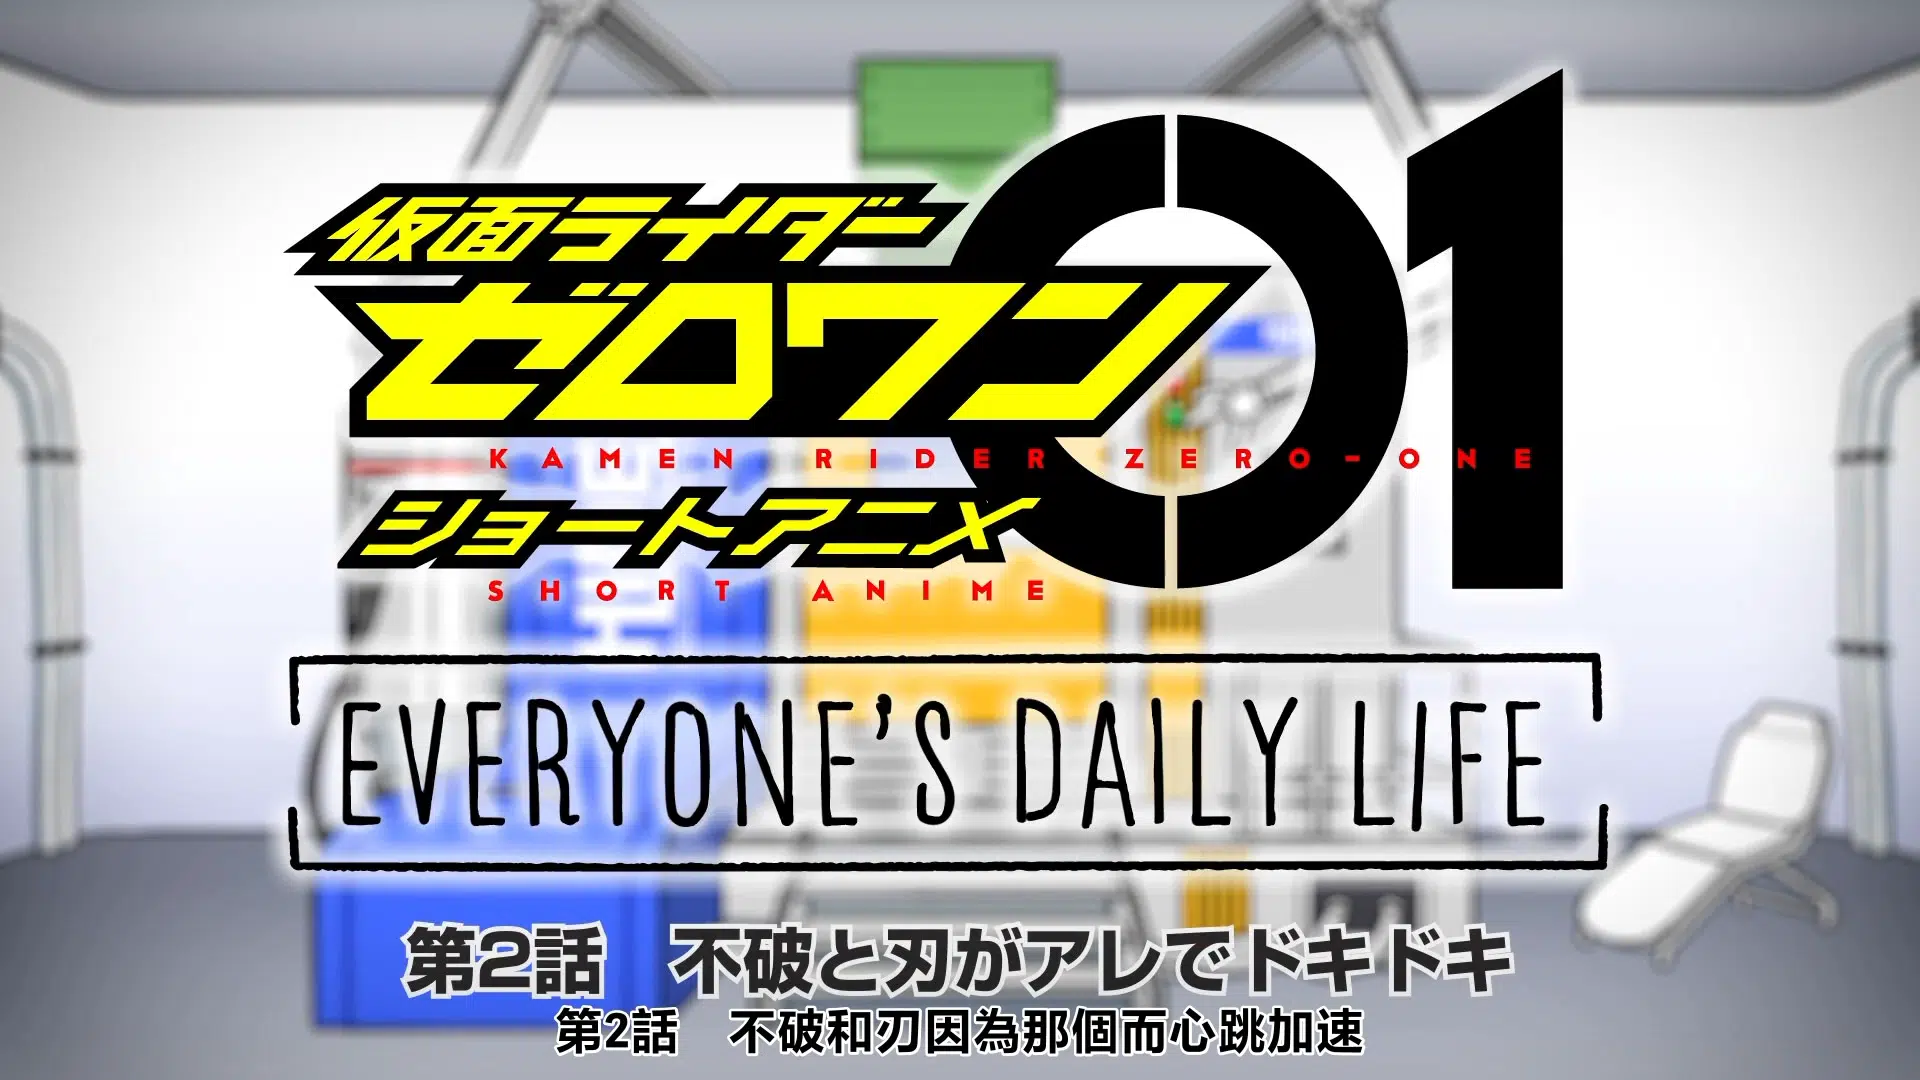 仮面ライダー
ゼロワン
01
KAMEN RIDER ZERO-ONE
ショートアニメ
SHORT ANIME
EVERYONE'S DAILY LIFE
第2話　不破と刃がアレでドキドキ
第2話　不破和刃因為那個而心跳加速